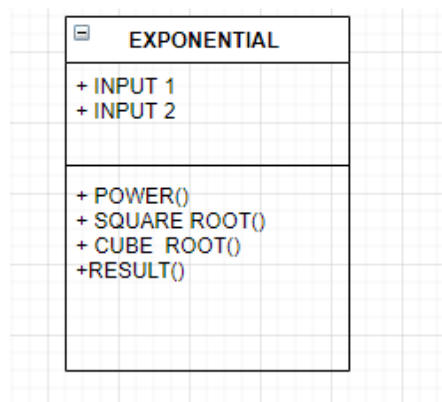 EXPONENTIAL
+ INPUT 1
+ INPUT 2
+ POWER()
+ SQUARE ROOT()
+ CUBE ROOT()
+RESULT()